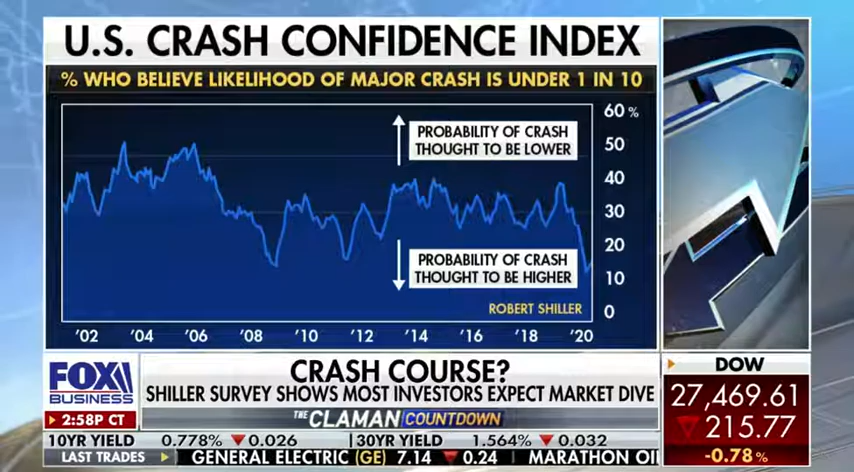 U.S. CRASH CONFIDENCE INDEX
% WHO BELIEVE LIKELIHOOD OF MAJOR CRASH IS UNDER 1 IN 10
60 %
PROBABILITY OF CRASH
THOUGHT TO BE LOWER
50
40
30
20
PROBABILITY OF CRASH
THOUGHT TO BE HIGHER
10
ROBERT SHILLER
0
'02 '04 '06 '08 '10 '12 '14 '16 '18 '20
FOX
BUSINESS
2:58P CT
CRASH COURSE?
SHILLER SURVEY SHOWS MOST INVESTORS EXPECT MARKET DIVE
THE CLAMAN COUNTDOWN
DOW
27,469.61
215.77
-0.78%
10YR YIELD 0.778% 0.026 30YR YIELD 1.564% 0.032
LAST TRADES GENERAL ELECTRIC (GE) 7.14 0.24 MARATHON OIL